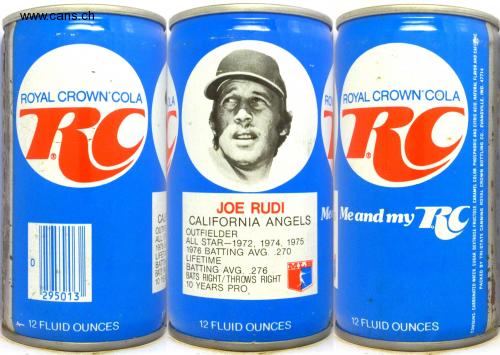 www.cans.ch
ROYAL CROWN COLA
RC
0
295013
12 FLUID OUNCES
JOE RUDI
CALIFORNIA ANGELS
OUTFIELDER
ALL STAR—1972, 1974, 1975
1976 BATTING AVG. .270
LIFETIME
BATTING AVG. .276
BATS RIGHT/THROWS RIGHT
10 YEARS PRO.
12 FLUID OUNCES
ROYAL CROWN COLA
RC
Me and my RC
12 FLUID OUNCES